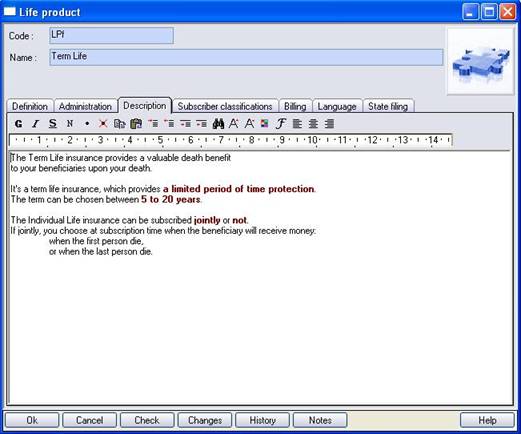 Life product
Code : LPf
Name : Term Life
Definition Administration Description Subscriber classifications Billing Language State filing
G I S N
1 2 3 4 5 6 7 8 9 10 11 12 13 14
The Term Life insurance provides a valuable death benefit
to your beneficiaries upon your death.
It's a term life insurance, which provides a limited period of time protection.
The term can be chosen between 5 to 20 years.
The Individual Life insurance can be subscribed jointly or not.
If jointly, you choose at subscription time when the beneficiary will receive money:
when the first person die,
or when the last person die.
Ok Cancel Check Changes History Notes Help